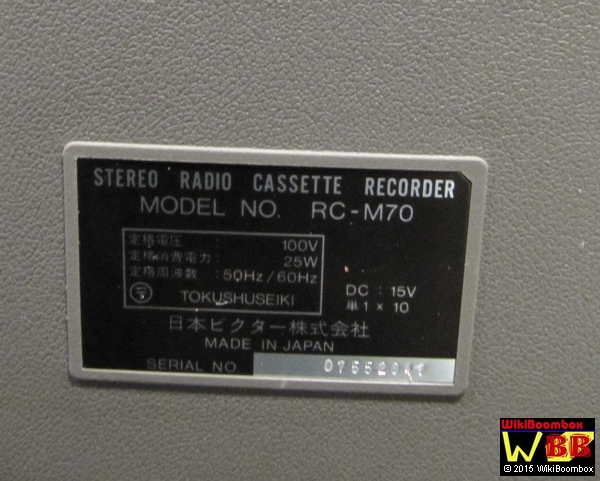 STEREO RADIO CASSETTE RECORDER
MODEL NO. RC-M70
定格電圧 : 100V
定格消費電力: 25W
定格周波数 : 50Hz/60Hz
〒 TOKUSHUSEIKI
DC : 15V
単1 × 10
日本ビクター株式会社
MADE IN JAPAN
SERIAL NO
WikiBoombox
WBB
© 2015 WikiBoombox